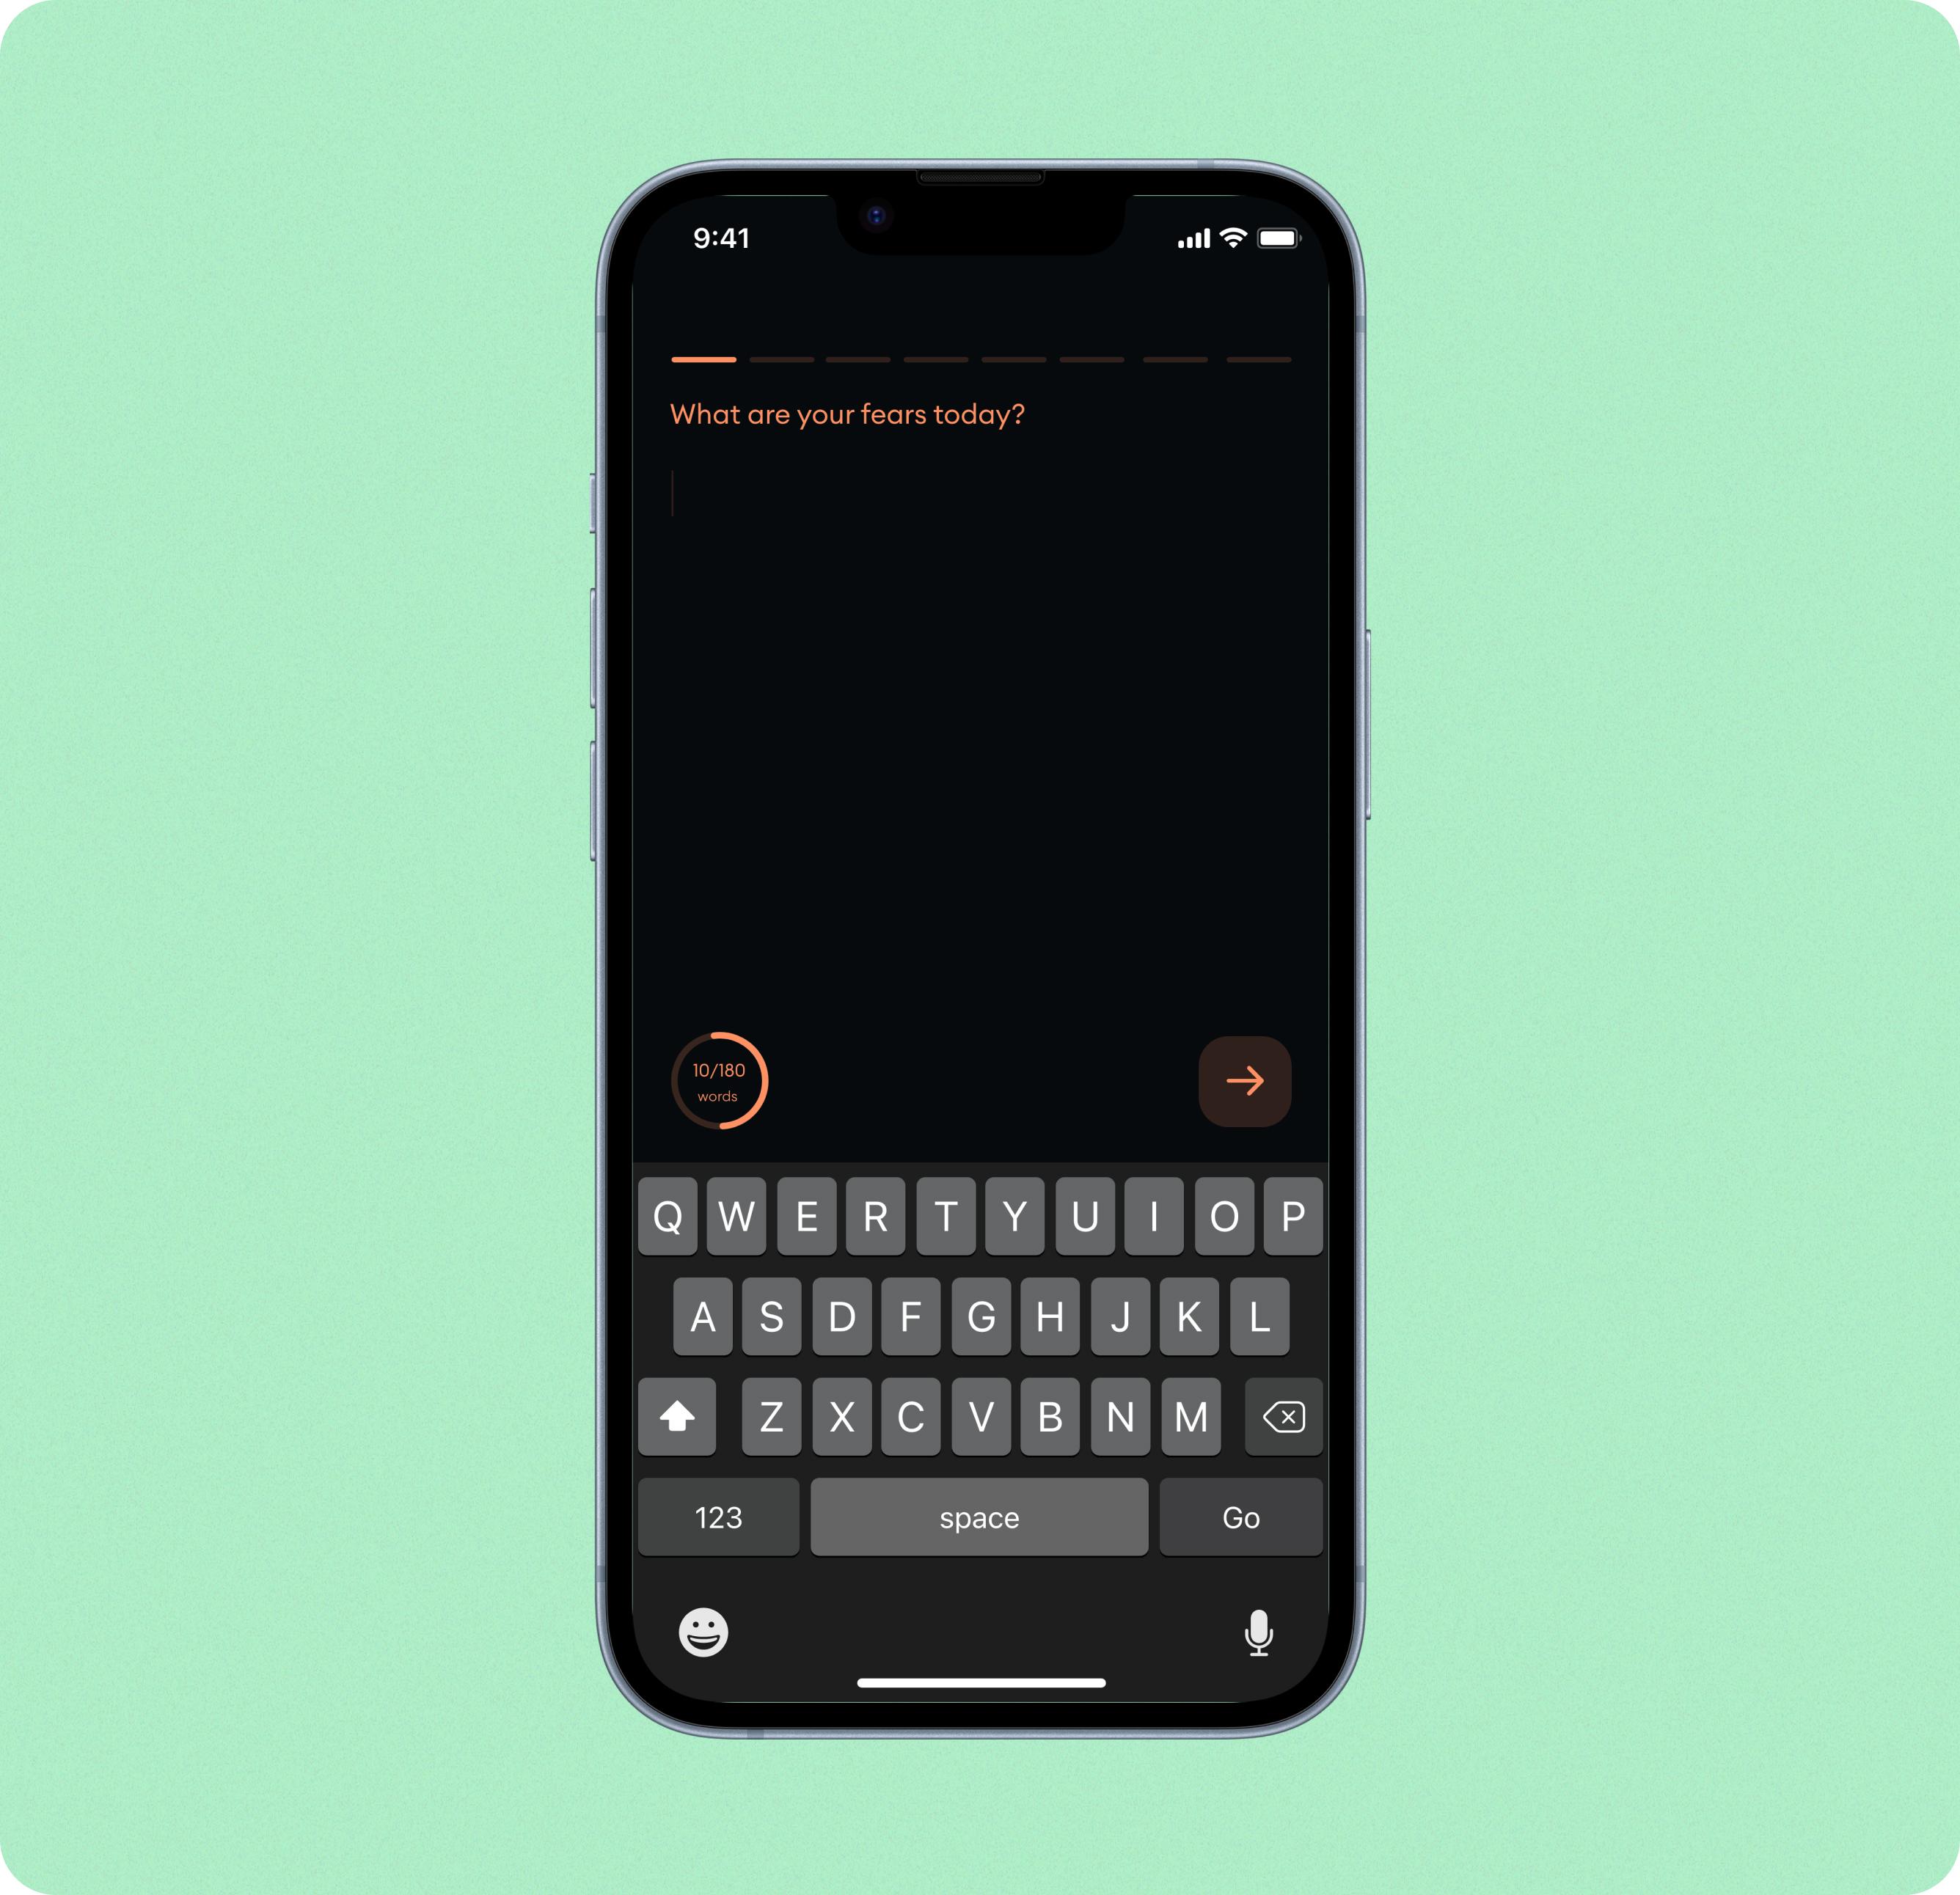 9:41
What are your fears today?
10/180
words
Q W E R T Y U I O P
A S D F G H J K L
Z X C V B N M
123 space Go